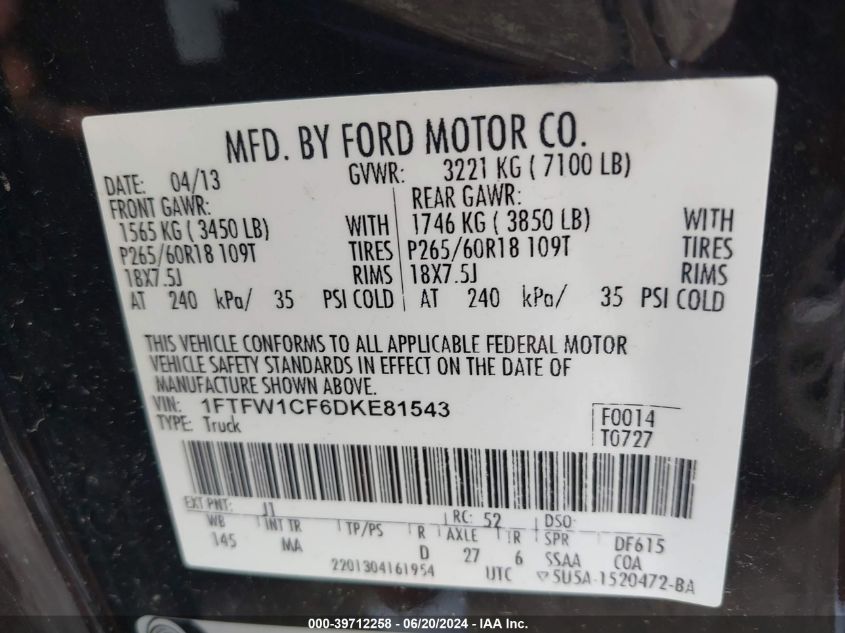 MFD. BY FORD MOTOR CO.
DATE: 04/13 GVWR: 3221 KG ( 7100 LB)
FRONT GAWR: REAR GAWR:
1565 KG ( 3450 LB) WITH 1746 KG ( 3850 LB) WITH
P265/60R18 109T TIRES P265/60R18 109T TIRES
18X7.5J RIMS 18X7.5J RIMS
AT 240 kPa/ 35 PSI COLD AT 240 kPa/ 35 PSI COLD
THIS VEHICLE CONFORMS TO ALL APPLICABLE FEDERAL MOTOR
VEHICLE SAFETY STANDARDS IN EFFECT ON THE DATE OF
MANUFACTURE SHOWN ABOVE.
VIN: 1FTFW1CF6DKE81543 F0014
TYPE: Truck T0727
EXT PNT: J1 RC: 52 DSO:
WB INT TR TP/PS R AXLE TR SPR DF615
145 MA D 27 6 SSAA COA
2201304161954 UTC 5U5A-1520472-BA
000-39712258 - 06/20/2024 - IAA Inc.